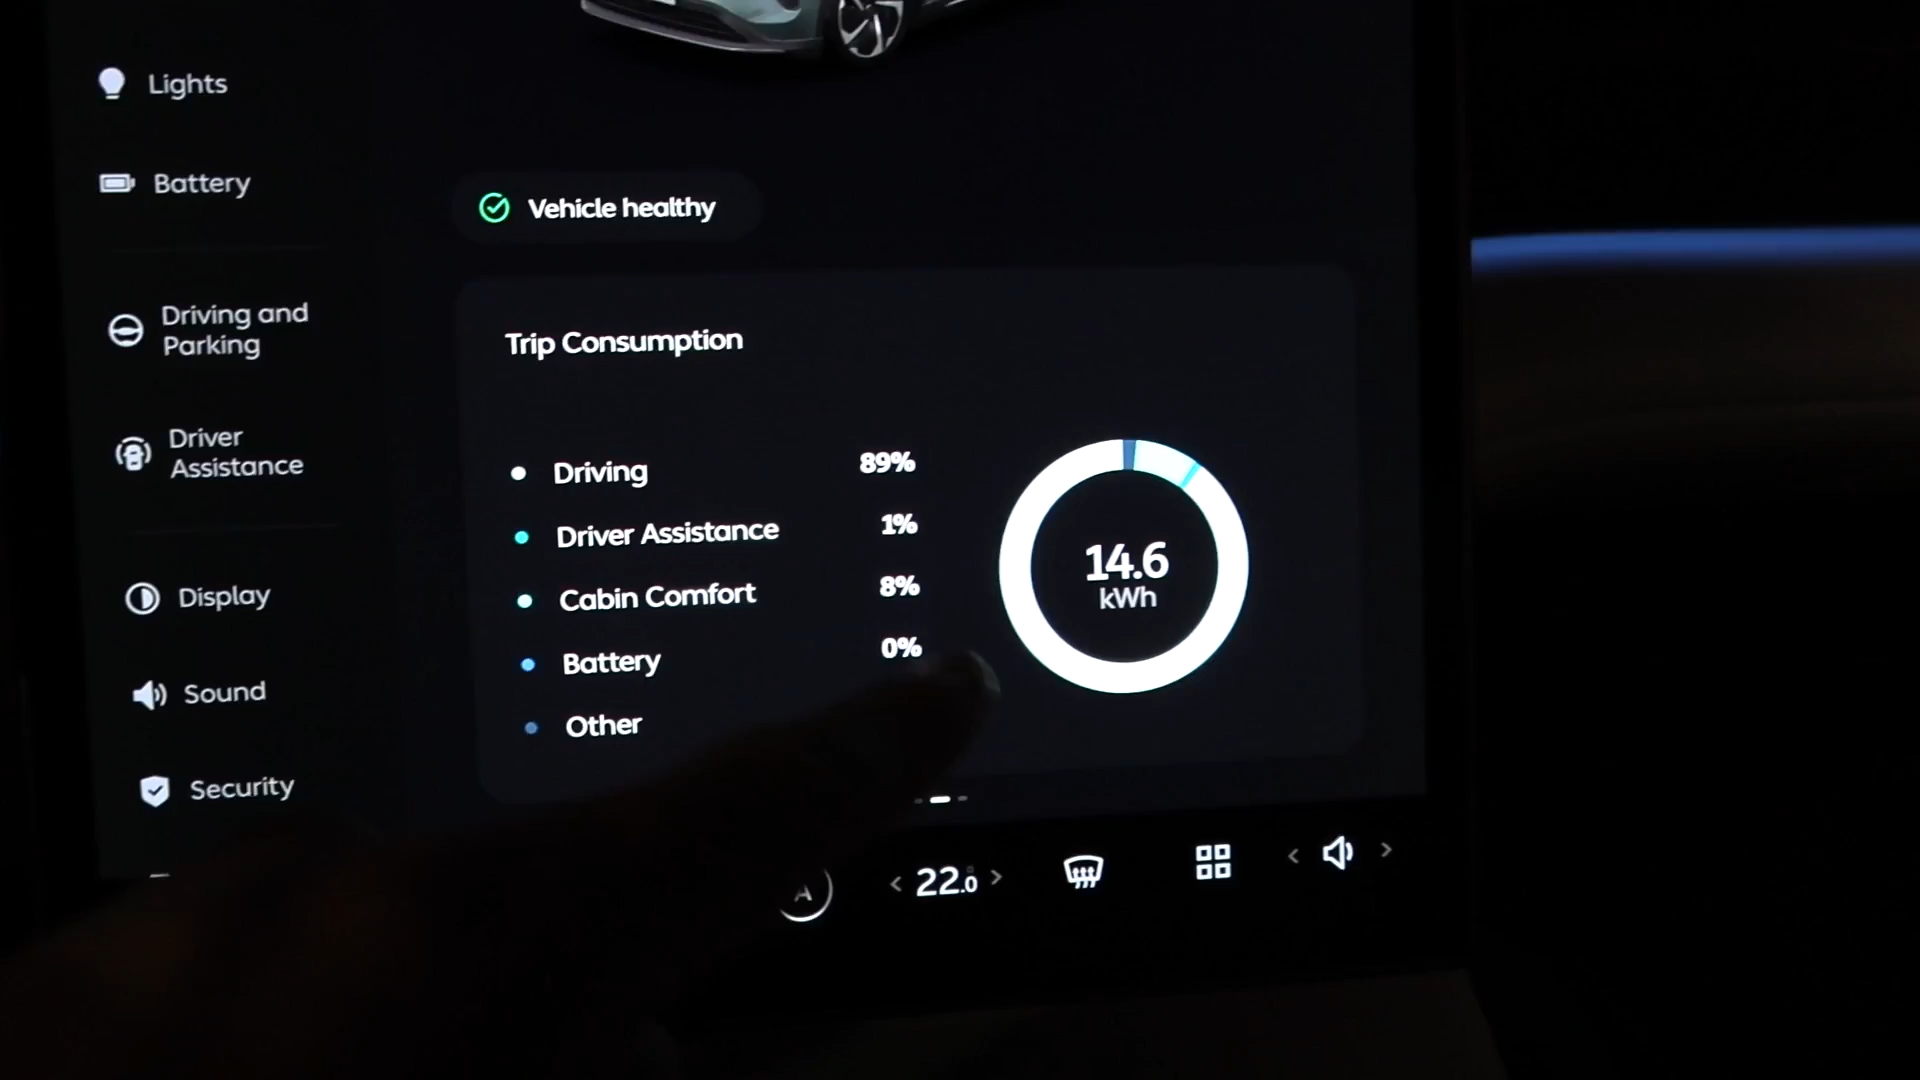 Lights
Battery
Driving and
Parking
Driver
Assistance
Display
Sound
Security
Vehicle healthy
Trip Consumption
Driving 89%
Driver Assistance 1%
Cabin Comfort 8%
Battery 0%
Other
14.6
kWh
A
< 22.0 >
< >